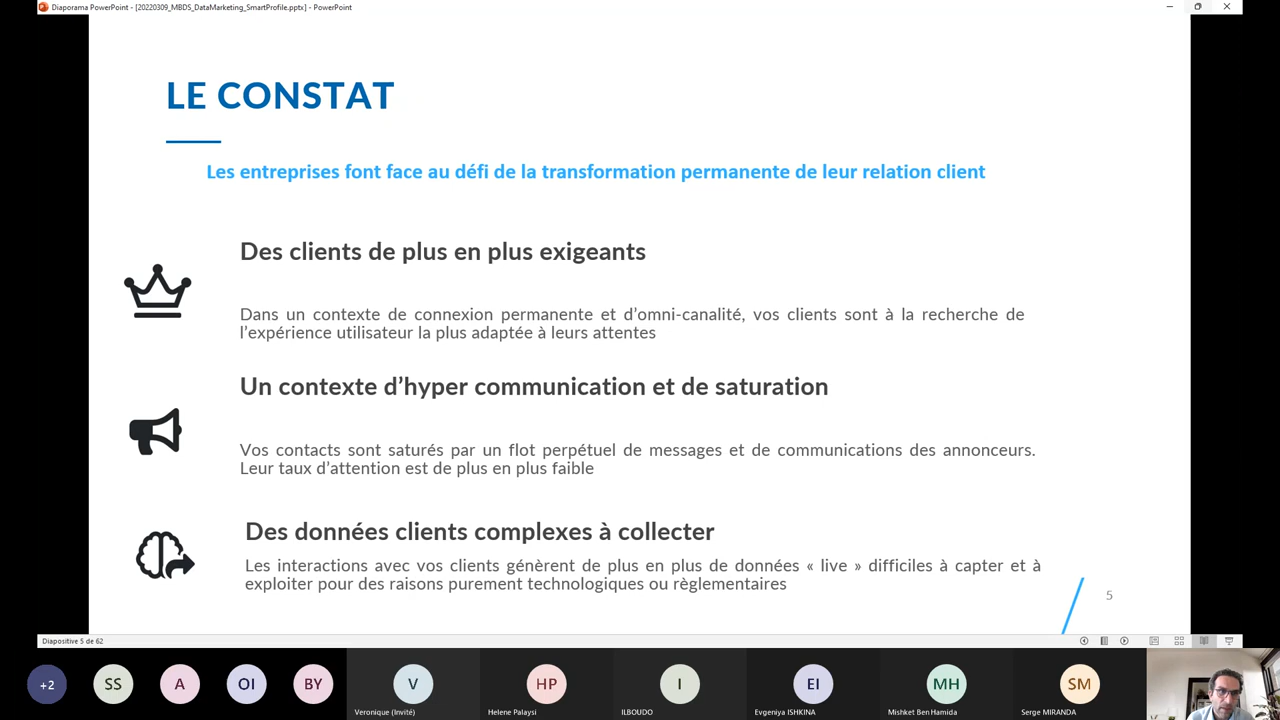 Diaporama PowerPoint - [20220309_MBDS_DataMarketing_SmartProfile.pptx] - PowerPoint
LE CONSTAT
Les entreprises font face au défi de la transformation permanente de leur relation client
Des clients de plus en plus exigeants
Dans un contexte de connexion permanente et d’omni-canalité, vos clients sont à la recherche de
l’expérience utilisateur la plus adaptée à leurs attentes
Un contexte d’hyper communication et de saturation
Vos contacts sont saturés par un flot perpétuel de messages et de communications des annonceurs.
Leur taux d’attention est de plus en plus faible
Des données clients complexes à collecter
Les interactions avec vos clients génèrent de plus en plus de données « live » difficiles à capter et à
exploiter pour des raisons purement technologiques ou règlementaires
5
Diapositive 5 de 62
+2
SS
A
OI
BY
V
HP
I
EI
MH
SM
Veronique (Invité)
Helene Palaysi
ILBOUDO
Evgeniya ISHKINA
Mishket Ben Hamida
Serge MIRANDA